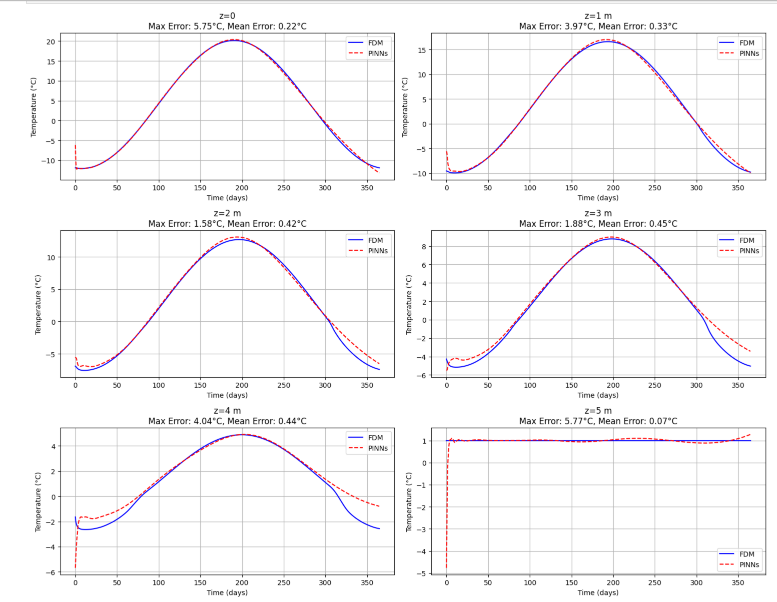 z=0
Max Error: 5.75°C, Mean Error: 0.22°C
Temperature (°C)
20
15
10
5
0
−5
−10
FDM
PINNs
0 50 100 150 200 250 300 350
Time (days)
z=1 m
Max Error: 3.97°C, Mean Error: 0.33°C
Temperature (°C)
15
10
5
0
−5
−10
FDM
PINNs
0 50 100 150 200 250 300 350
Time (days)
z=2 m
Max Error: 1.58°C, Mean Error: 0.42°C
Temperature (°C)
10
5
0
−5
FDM
PINNs
0 50 100 150 200 250 300 350
Time (days)
z=3 m
Max Error: 1.88°C, Mean Error: 0.45°C
Temperature (°C)
8
6
4
2
0
−2
−4
−6
FDM
PINNs
0 50 100 150 200 250 300 350
Time (days)
z=4 m
Max Error: 4.04°C, Mean Error: 0.44°C
Temperature (°C)
4
2
0
−2
−4
−6
FDM
PINNs
0 50 100 150 200 250 300 350
Time (days)
z=5 m
Max Error: 5.77°C, Mean Error: 0.07°C
Temperature (°C)
1
0
−1
−2
−3
−4
−5
FDM
PINNs
0 50 100 150 200 250 300 350
Time (days)